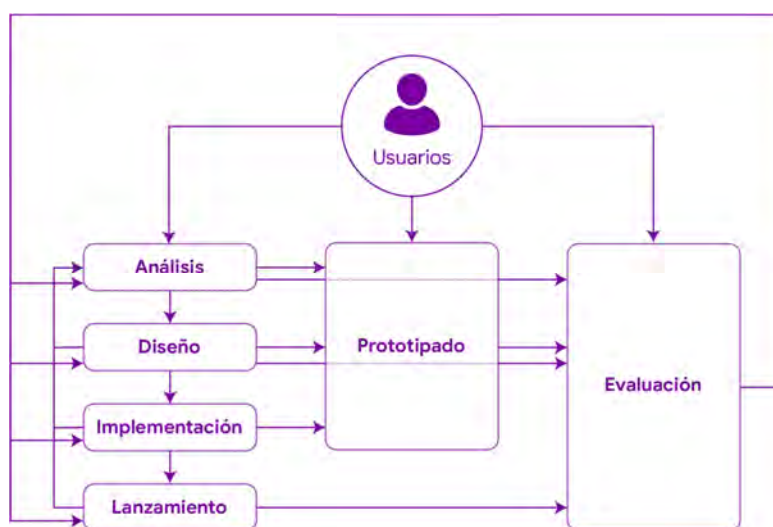 Usuarios
Análisis
Diseño
Prototipado
Evaluación
Implementación
Lanzamiento